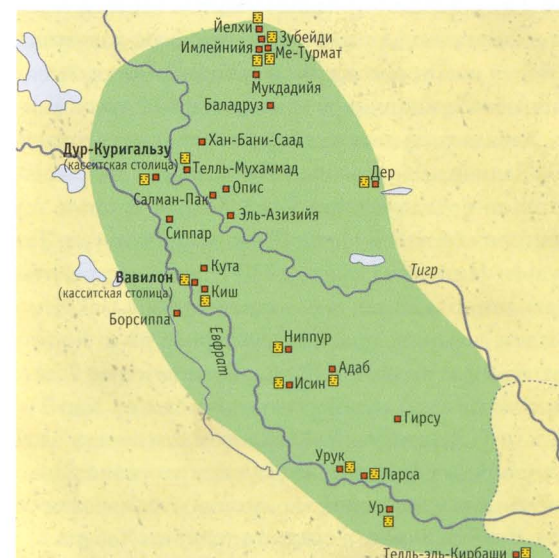 Йелхи
Зубейди
Имлейнийя
Ме-Турмат
Мукдадийя
Баладруз
Хан-Бани-Саад
Дур-Куригальзу
(касситская столица)
Телль-Мухаммад
Дер
Опис
Салман-Пак
Эль-Азизийя
Сиппар
Кута
Тигр
Вавилон
(касситская столица)
Киш
Борсиппа
Евфрат
Ниппур
Адаб
Исин
Гирсу
Урук
Ларса
Ур
Телль-эль-Кирбаши